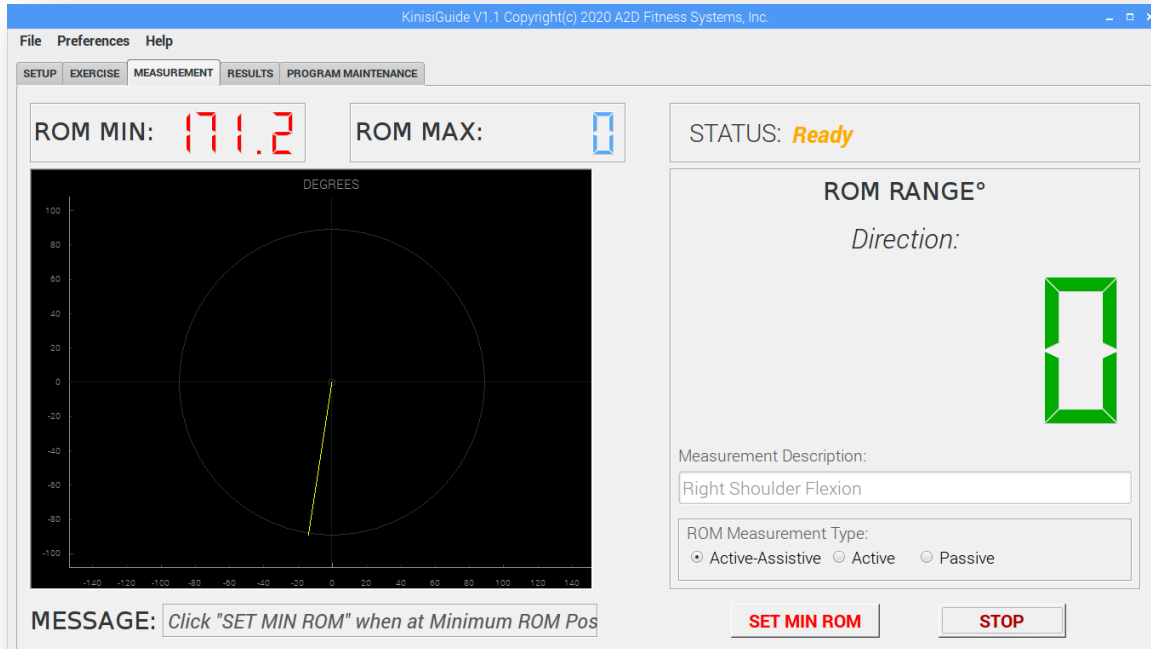 KinisiGuide V1.1 Copyright(c) 2020 A2D Fitness Systems, Inc.
File Preferences Help
SETUP EXERCISE MEASUREMENT RESULTS PROGRAM MAINTENANCE
ROM MIN: 171.2 ROM MAX: 0 STATUS: Ready
DEGREES
100
80
60
40
20
0
-20
-40
-60
-80
-100
-140 -120 -100 -80 -60 -40 -20 0 20 40 60 80 100 120 140
ROM RANGE°
Direction:
0
Measurement Description:
Right Shoulder Flexion
ROM Measurement Type:
Active-Assistive Active Passive
MESSAGE: Click "SET MIN ROM" when at Minimum ROM Pos
SET MIN ROM STOP